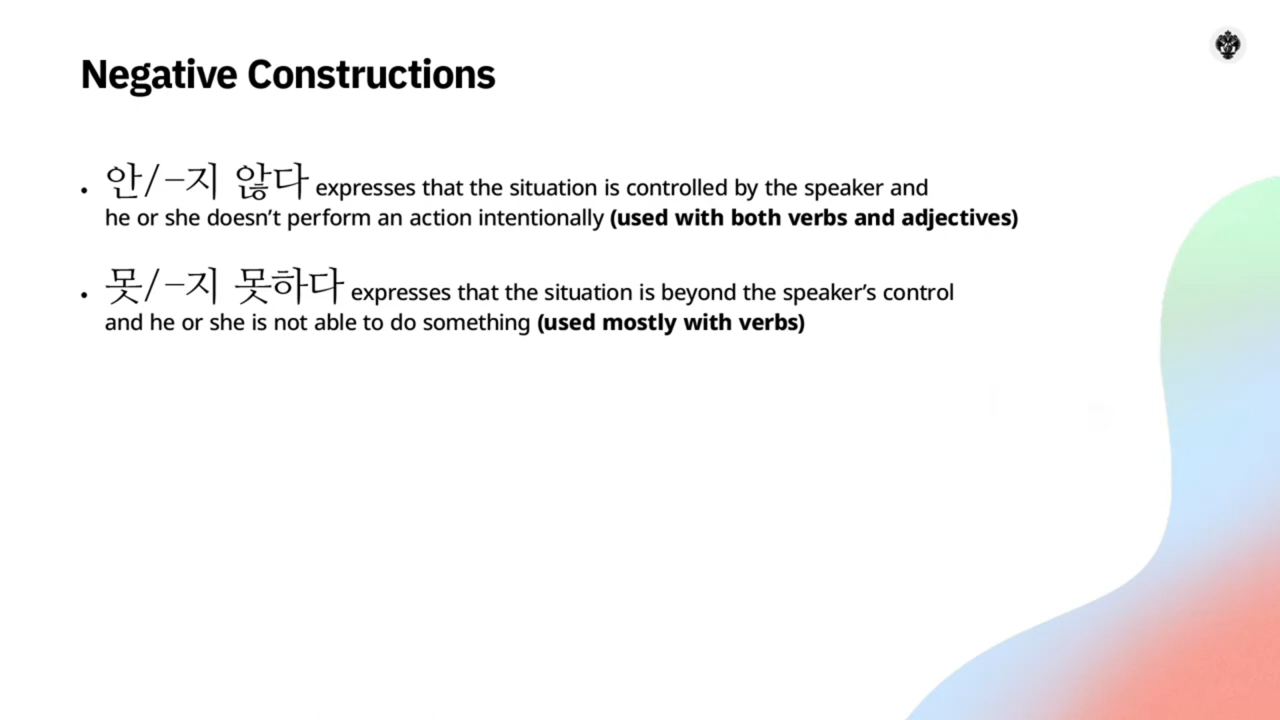 Negative Constructions
• 안/–지 않다 expresses that the situation is controlled by the speaker and
he or she doesn’t perform an action intentionally (used with both verbs and adjectives)
• 못/–지 못하다 expresses that the situation is beyond the speaker’s control
and he or she is not able to do something (used mostly with verbs)